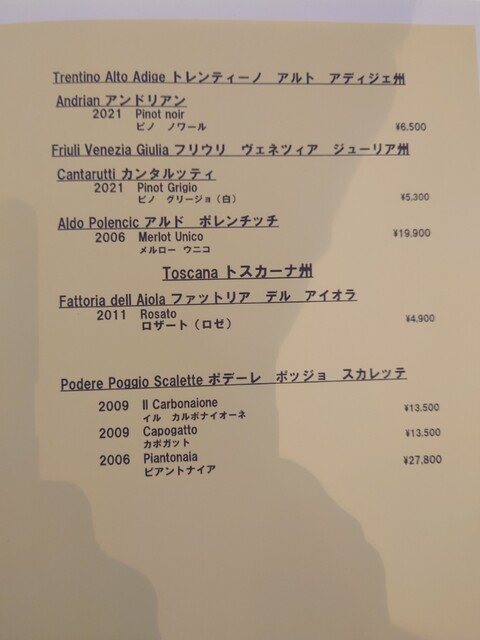 Trentino Alto Adige トレンティーノ　アルト　アディジェ州
Andrian アンドリアン
2021 Pinot noir
ピノ　ノワール ¥6,500
Friuli Venezia Giulia フリウリ　ヴェネツィア　ジューリア州
Cantarutti カンタルッティ
2021 Pinot Grigio
ピノ　グリージョ（白） ¥5,300
Aldo Polencic アルド　ポレンチッチ
2006 Merlot Unico ¥19,900
メルロー　ウニコ
Toscana トスカーナ州
Fattoria dell Aiola ファットリア　デル　アイオラ
2011 Rosato ¥4,900
ロザート（ロゼ）
Podere Poggio Scalette ポデーレ　ポッジョ　スカレッテ
2009 Il Carbonaione ¥13,500
イル　カルボナイオーネ
2009 Capogatto ¥13,500
カポガット
2006 Piantonaia ¥27,800
ピアントナイア